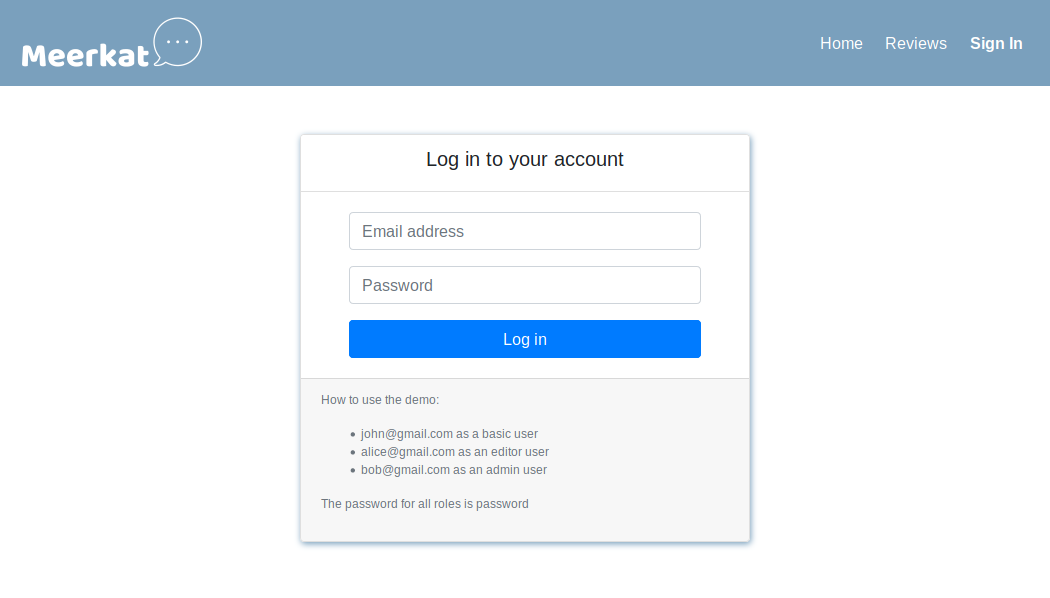 Meerkat
Home Reviews Sign In
Log in to your account
Email address
Password
Log in
How to use the demo:
john@gmail.com as a basic user
alice@gmail.com as an editor user
bob@gmail.com as an admin user
The password for all roles is password